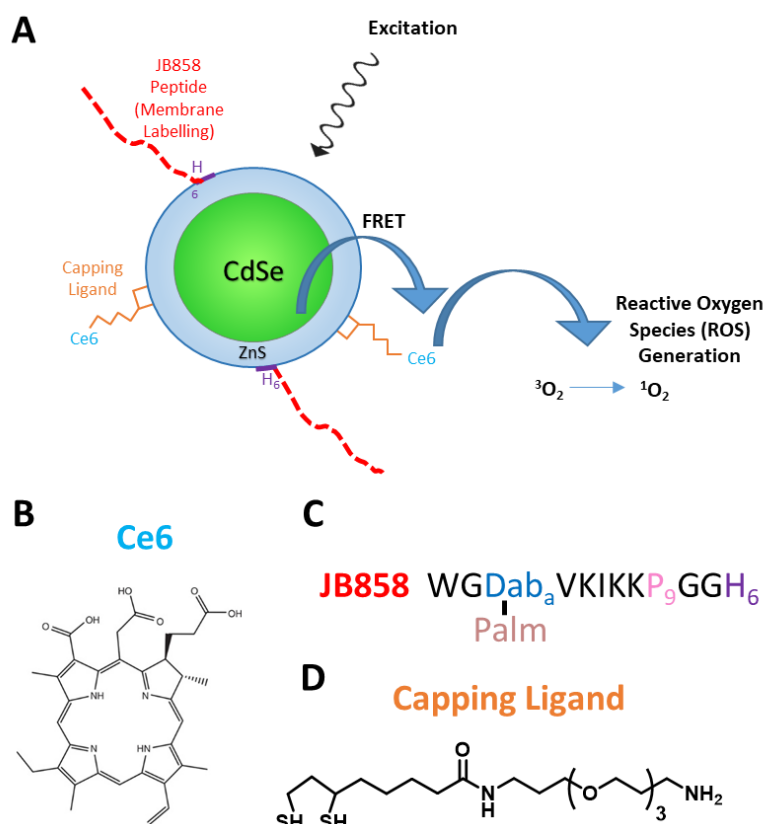 A
Excitation
JB858
Peptide
(Membrane
Labelling)
H
6
FRET
CdSe
Capping
Ligand
Ce6
ZnS
H6
Ce6
Reactive Oxygen
Species (ROS)
Generation
³O₂ ¹O₂
B
Ce6
HO
O
O
OH
O
OH
NH
N
N
HN
C
JB858 WGDabₐVKIKKP₉GGH₆
Palm
D
Capping Ligand
O
N
H
O
3
NH₂
SH
SH